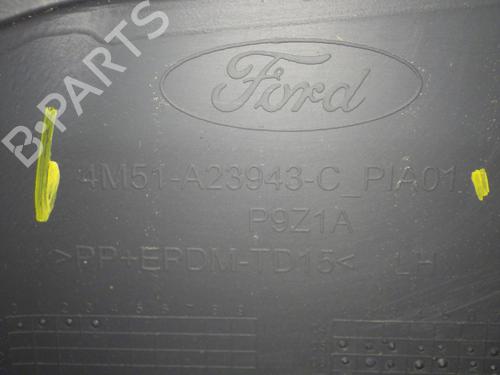 B-PARTS
Ford
4M51-A23943-C_PIA01
P9Z1A
>PP+EPDM-TD15< LH